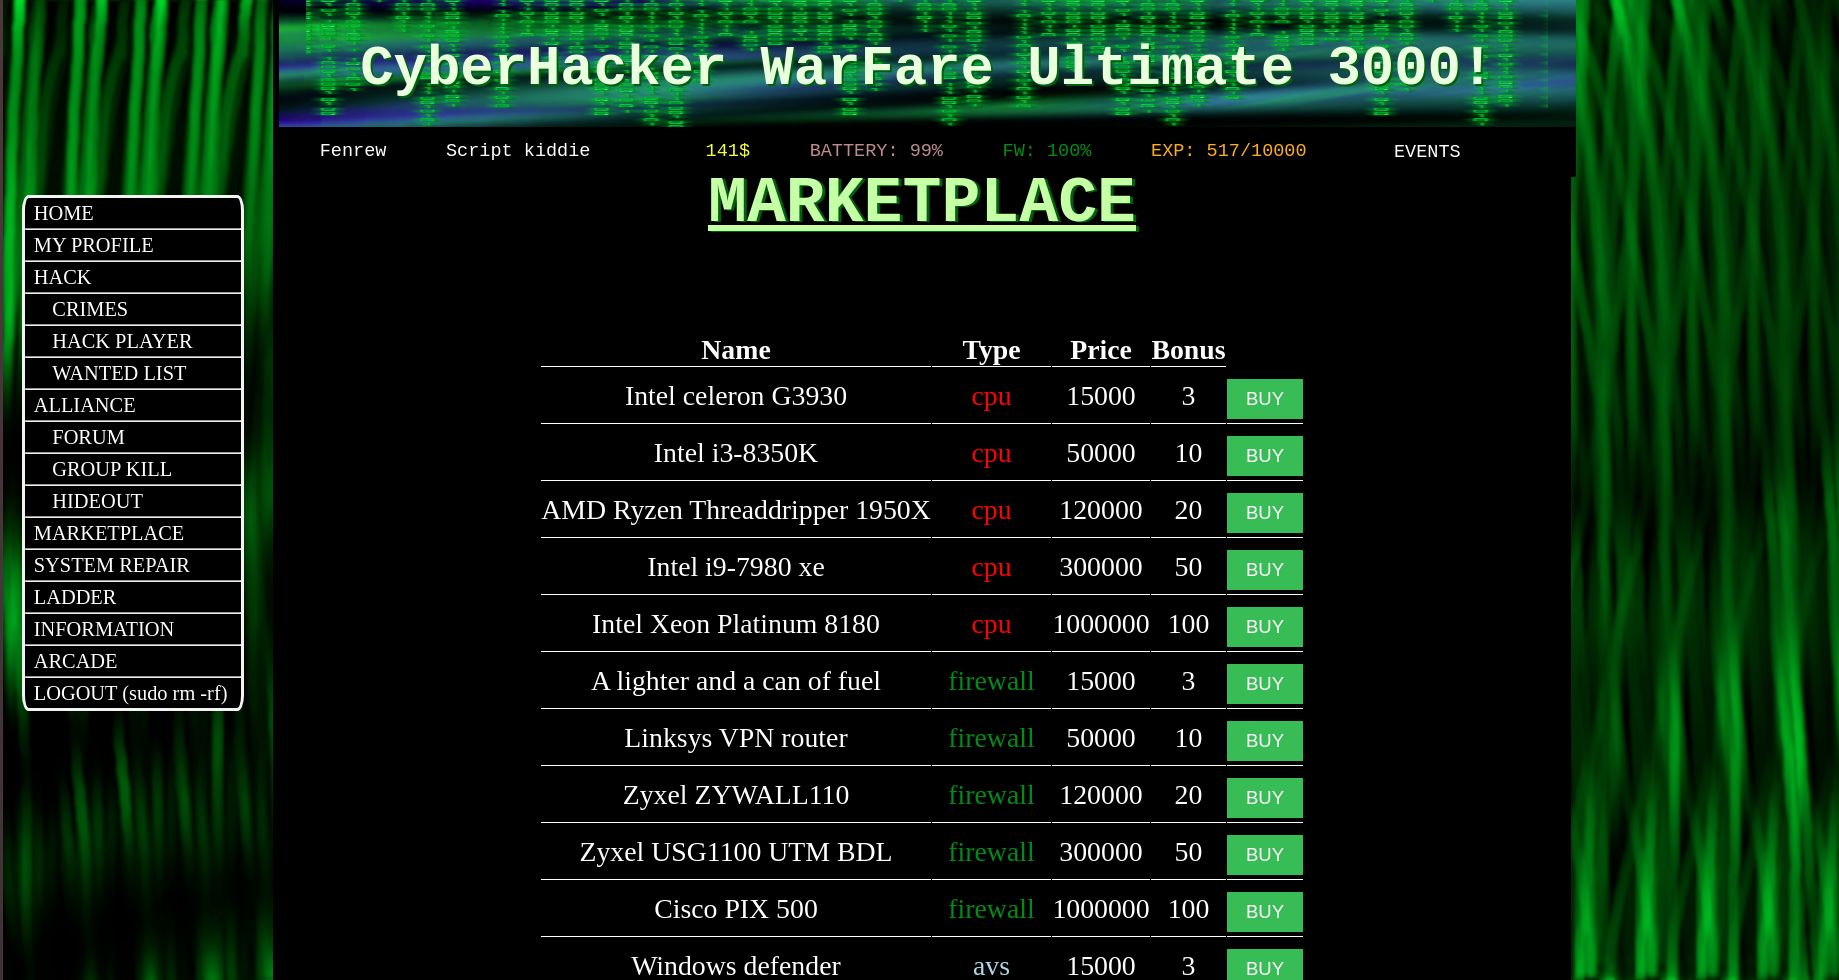 CyberHacker WarFare Ultimate 3000!
Fenrew Script kiddie 141$ BATTERY: 99% FW: 100% EXP: 517/10000 EVENTS
MARKETPLACE
HOME
MY PROFILE
HACK
CRIMES
HACK PLAYER
WANTED LIST
ALLIANCE
FORUM
GROUP KILL
HIDEOUT
MARKETPLACE
SYSTEM REPAIR
LADDER
INFORMATION
ARCADE
LOGOUT (sudo rm -rf)
Name Type Price Bonus
Intel celeron G3930 cpu 15000 3 BUY
Intel i3-8350K cpu 50000 10 BUY
AMD Ryzen Threaddripper 1950X cpu 120000 20 BUY
Intel i9-7980 xe cpu 300000 50 BUY
Intel Xeon Platinum 8180 cpu 1000000 100 BUY
A lighter and a can of fuel firewall 15000 3 BUY
Linksys VPN router firewall 50000 10 BUY
Zyxel ZYWALL110 firewall 120000 20 BUY
Zyxel USG1100 UTM BDL firewall 300000 50 BUY
Cisco PIX 500 firewall 1000000 100 BUY
Windows defender avs 15000 3 BUY